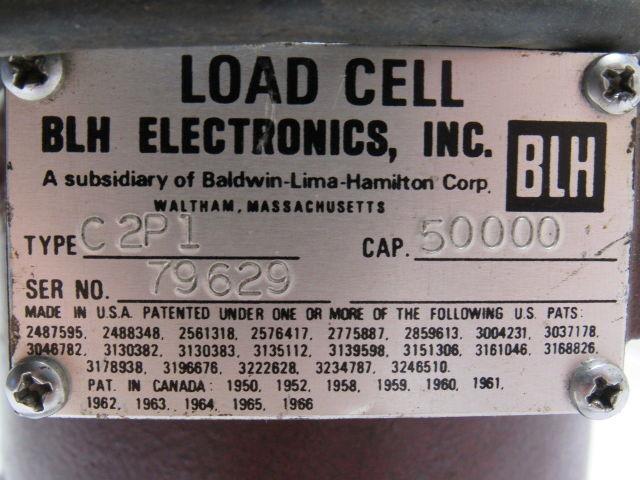 LOAD CELL
BLH ELECTRONICS, INC.
BLH
A subsidiary of Baldwin-Lima-Hamilton Corp.
WALTHAM, MASSACHUSETTS
TYPE C2P1 CAP. 50000
SER NO. 79629
MADE IN U.S.A. PATENTED UNDER ONE OR MORE OF THE FOLLOWING U.S. PATS:
2487595, 2488348, 2561318, 2576417, 2775887, 2859613, 3004231, 3037178,
3046782, 3130382, 3130383, 3135112, 3139598, 3151306, 3161046, 3168826,
3178938, 3196676, 3222628, 3234787, 3246510.
PAT. IN CANADA: 1950, 1952, 1958, 1959, 1960, 1961,
1962, 1963, 1964, 1965, 1966